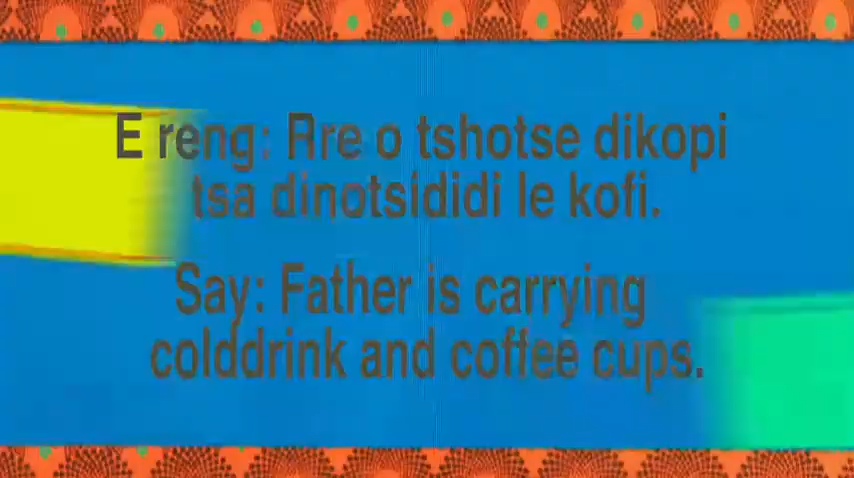 E reng: Rre o tshotse dikopi
tsa dinotsididi le kofi.
Say: Father is carrying
colddrink and coffee cups.